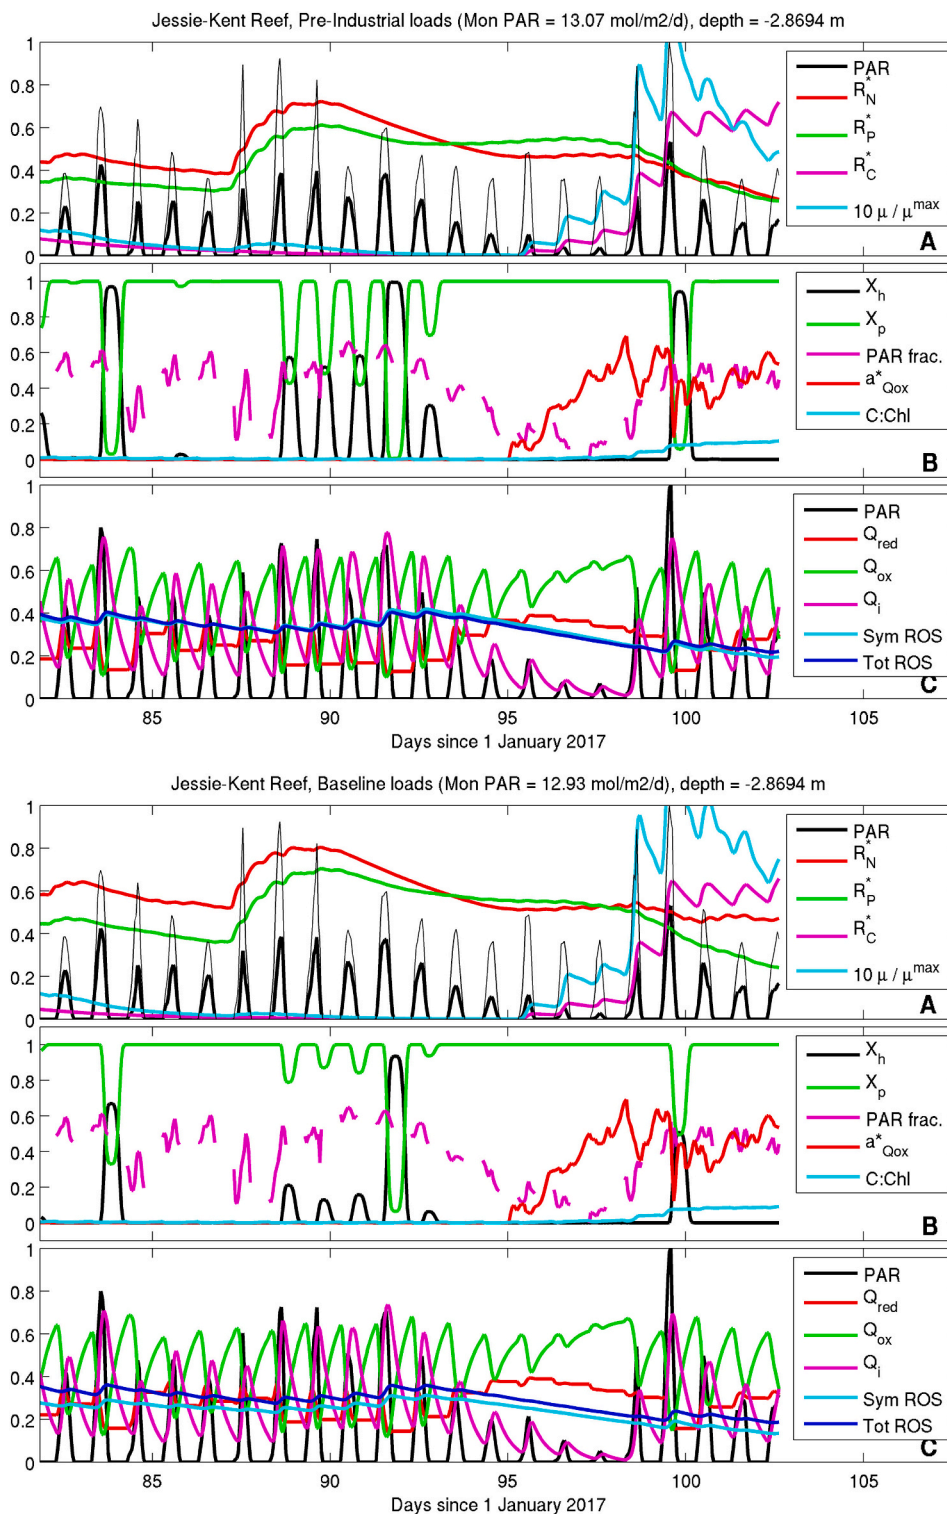 Jessie-Kent Reef, Pre-Industrial loads (Mon PAR = 13.07 mol/m2/d), depth = -2.8694 m
1
0.8
0.6
0.4
0.2
0
PAR
R*N
R*P
R*C
10 μ / μmax
A
1
0.8
0.6
0.4
0.2
0
Xh
Xp
PAR frac.
a*Qox
C:Chl
B
1
0.8
0.6
0.4
0.2
0
PAR
Qred
Qox
Qi
Sym ROS
Tot ROS
C
85 90 95 100 105
Days since 1 January 2017
Jessie-Kent Reef, Baseline loads (Mon PAR = 12.93 mol/m2/d), depth = -2.8694 m
1
0.8
0.6
0.4
0.2
0
PAR
R*N
R*P
R*C
10 μ / μmax
A
1
0.8
0.6
0.4
0.2
0
Xh
Xp
PAR frac.
a*Qox
C:Chl
B
1
0.8
0.6
0.4
0.2
0
PAR
Qred
Qox
Qi
Sym ROS
Tot ROS
C
85 90 95 100 105
Days since 1 January 2017